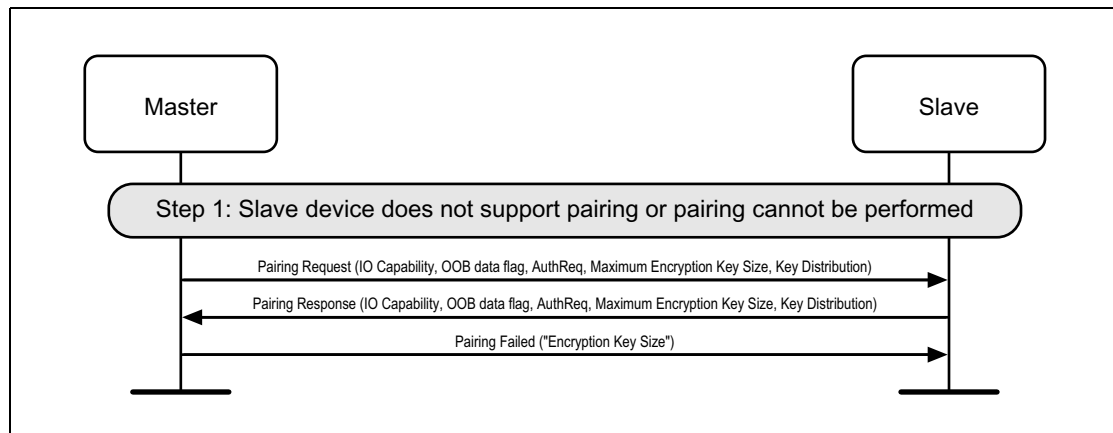 Master
Slave
Step 1: Slave device does not support pairing or pairing cannot be performed
Pairing Request (IO Capability, OOB data flag, AuthReq, Maximum Encryption Key Size, Key Distribution)
Pairing Response (IO Capability, OOB data flag, AuthReq, Maximum Encryption Key Size, Key Distribution)
Pairing Failed ("Encryption Key Size")